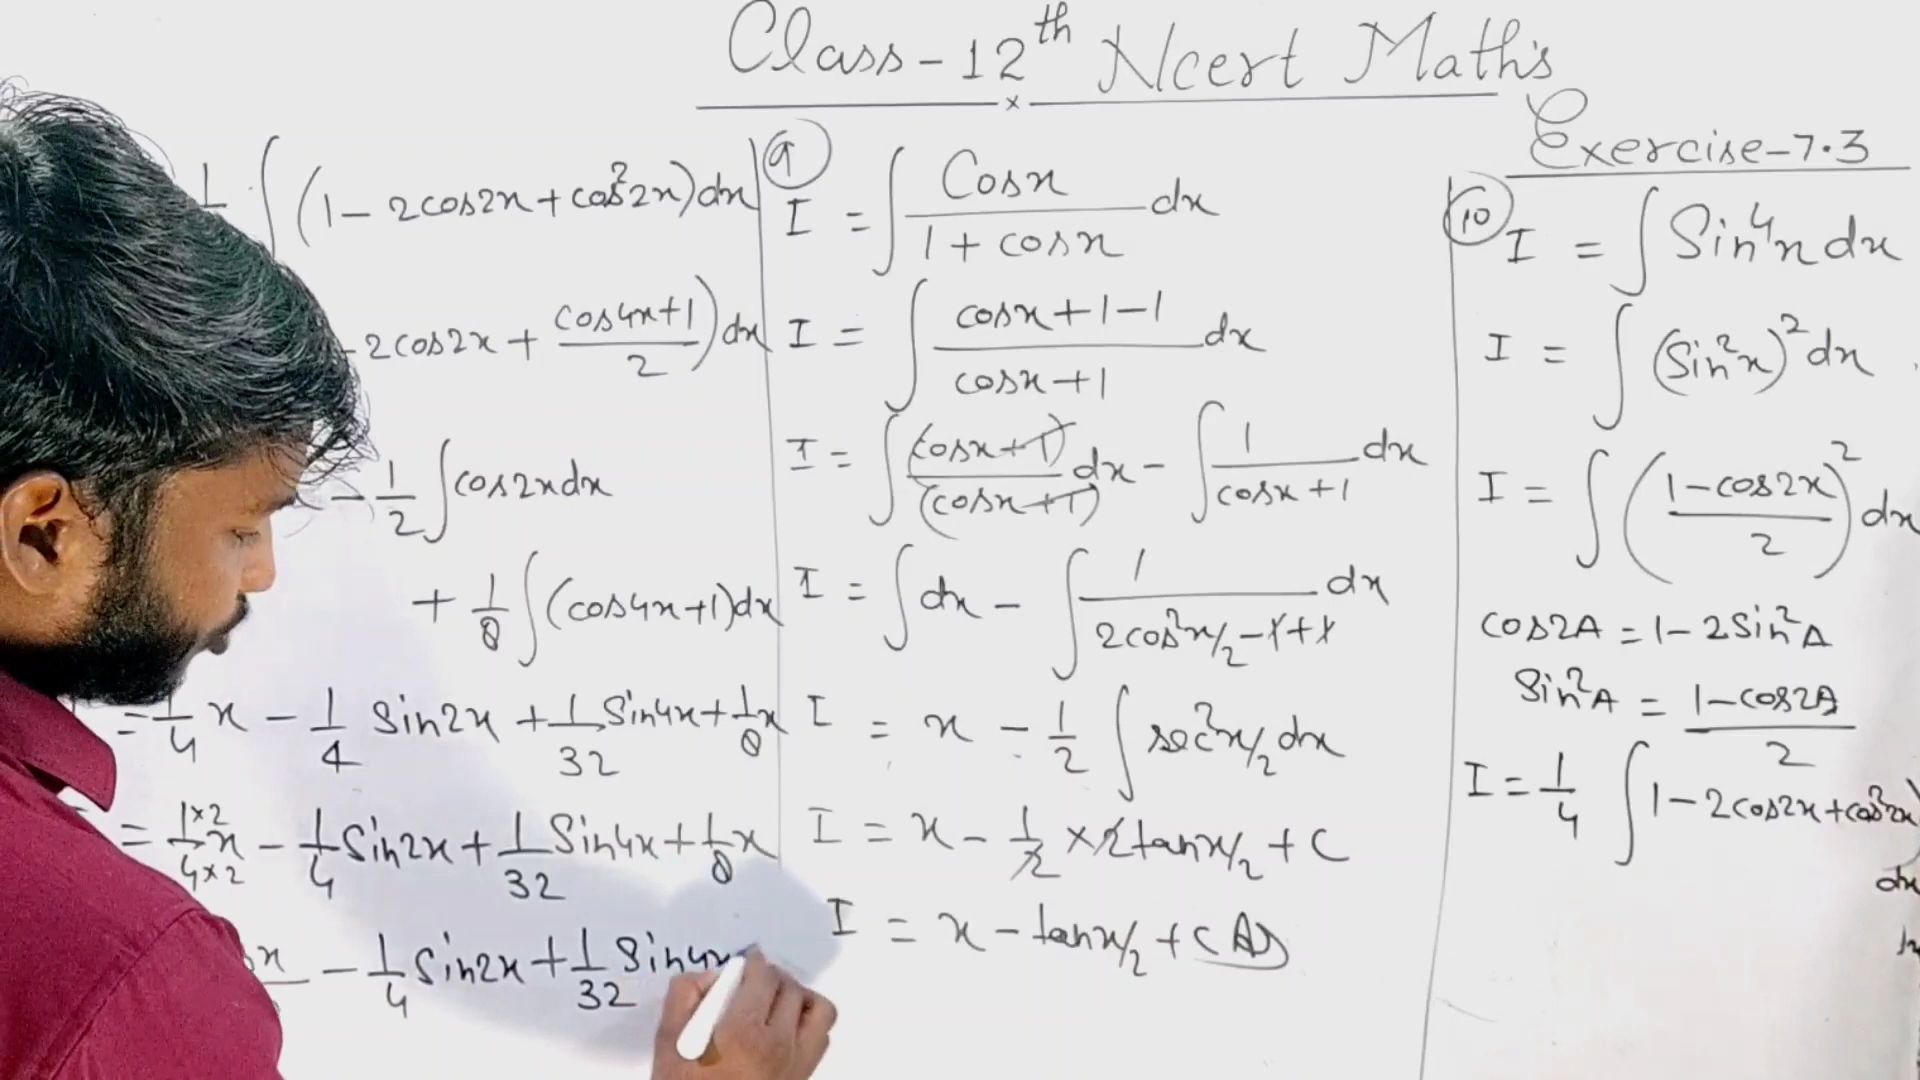 Class-12th Ncert Math's
Exercise-7.3
⑨ I = ∫ Cosx / (1 + cosx) dx
I = ∫ (cosx+1-1) / (cosx+1) dx
I = ∫ (cosx+1) / (cosx+1) dx - ∫ 1 / (cosx+1) dx
I = ∫ dx - ∫ 1 / (2cos²x/2 -1+1) dx
I = x - 1/2 ∫ sec²x/2 dx
I = x - 1/2 ×2tanx/2 + C
I = x - tanx/2 + C
⑩ I = ∫ Sin⁴x dx
I = ∫ (Sin²x)² dx
I = ∫ ((1-cos2x) / 2)² dx
cos2A = 1-2Sin²A
Sin²A = (1-cos2A) / 2
I = 1/4 ∫ 1-2cos2x+cos²2x) dx
∫ (1-2cos2x+cos²2x)dx
-2cos2x + (cos4x+1) / 2) dx
- 1/2 ∫ cos2xdx
+ 1/8 ∫ (cos4x+1)dx
= 1/4 x - 1/4 Sin2x + 1/32 Sin4x + 1/8 x
= 1×2/4×2 x - 1/4 Sin2x + 1/32 Sin4x + 1/8 x
- 1/4 Sin2x + 1/32 Sin4x